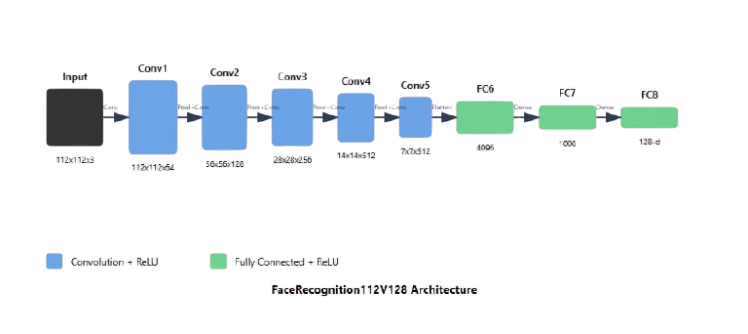 Input
Conv1
Conv2
Conv3
Conv4
Conv5
FC6
FC7
FC8
Conv
Pool+Conv
Pool+Conv
Pool+Conv
Pool+Conv
Flatten
Dense
Dense
112x112x3
112x112x64
56x56x128
28x28x256
14x14x512
7x7x512
4096
1000
128-d
Convolution + ReLU
Fully Connected + ReLU
FaceRecognition112V128 Architecture